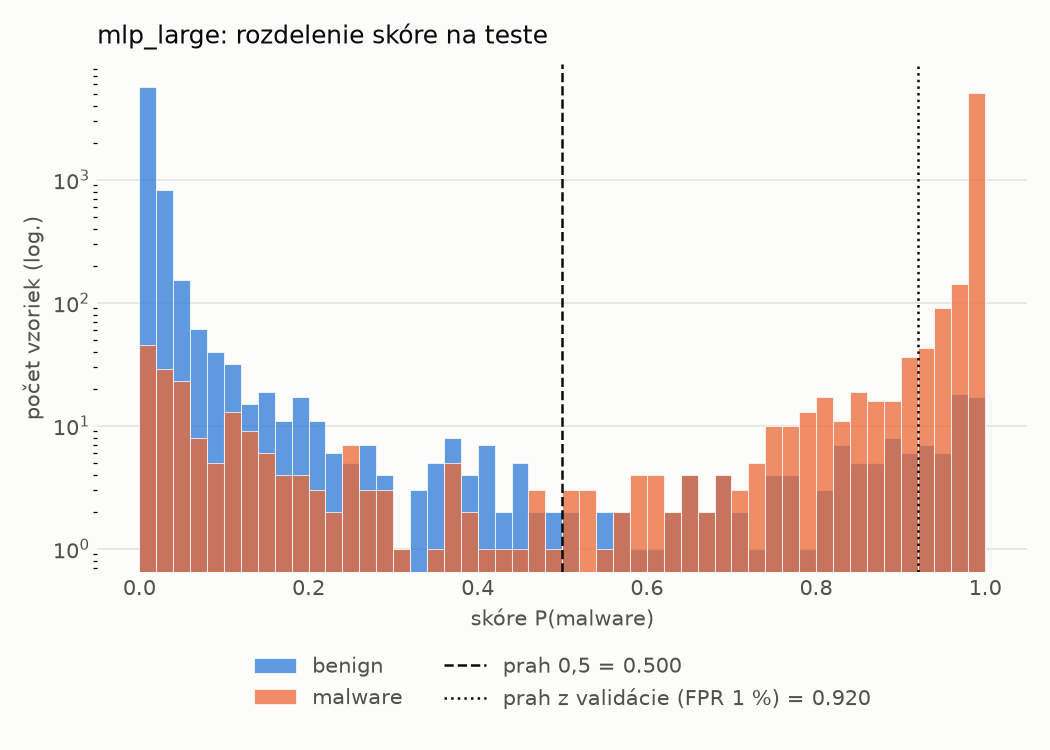 mlp_large: rozdelenie skóre na teste
počet vzoriek (log.)
10³
10²
10¹
10⁰
0.0 0.2 0.4 0.6 0.8 1.0
skóre P(malware)
benign
malware
prah 0,5 = 0.500
prah z validácie (FPR 1 %) = 0.920